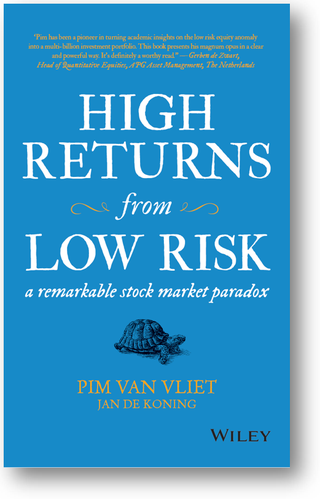 "Pim has been a pioneer in turning academic insights on the low risk equity anomaly
into a multi-billion investment portfolio. This book presents his magnum opus in a clear
and powerful way. It's definitely a worthy read." — Gerben de Zwart,
Head of Quantitative Equities, APG Asset Management, The Netherlands
HIGH
RETURNS
from
LOW RISK
a remarkable stock market paradox
PIM VAN VLIET
JAN DE KONING
WILEY